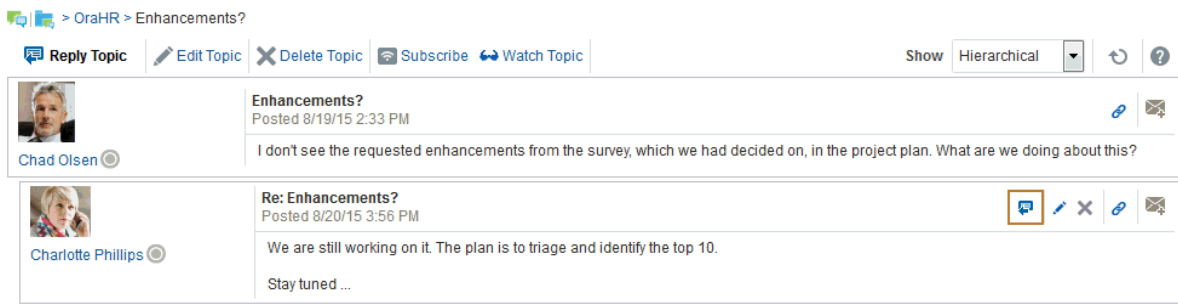 > OraHR > Enhancements?
Reply Topic Edit Topic Delete Topic Subscribe Watch Topic Show Hierarchical
Enhancements?
Posted 8/19/15 2:33 PM
Chad Olsen
I don't see the requested enhancements from the survey, which we had decided on, in the project plan. What are we doing about this?
Re: Enhancements?
Posted 8/20/15 3:56 PM
Charlotte Phillips
We are still working on it. The plan is to triage and identify the top 10.
Stay tuned ...